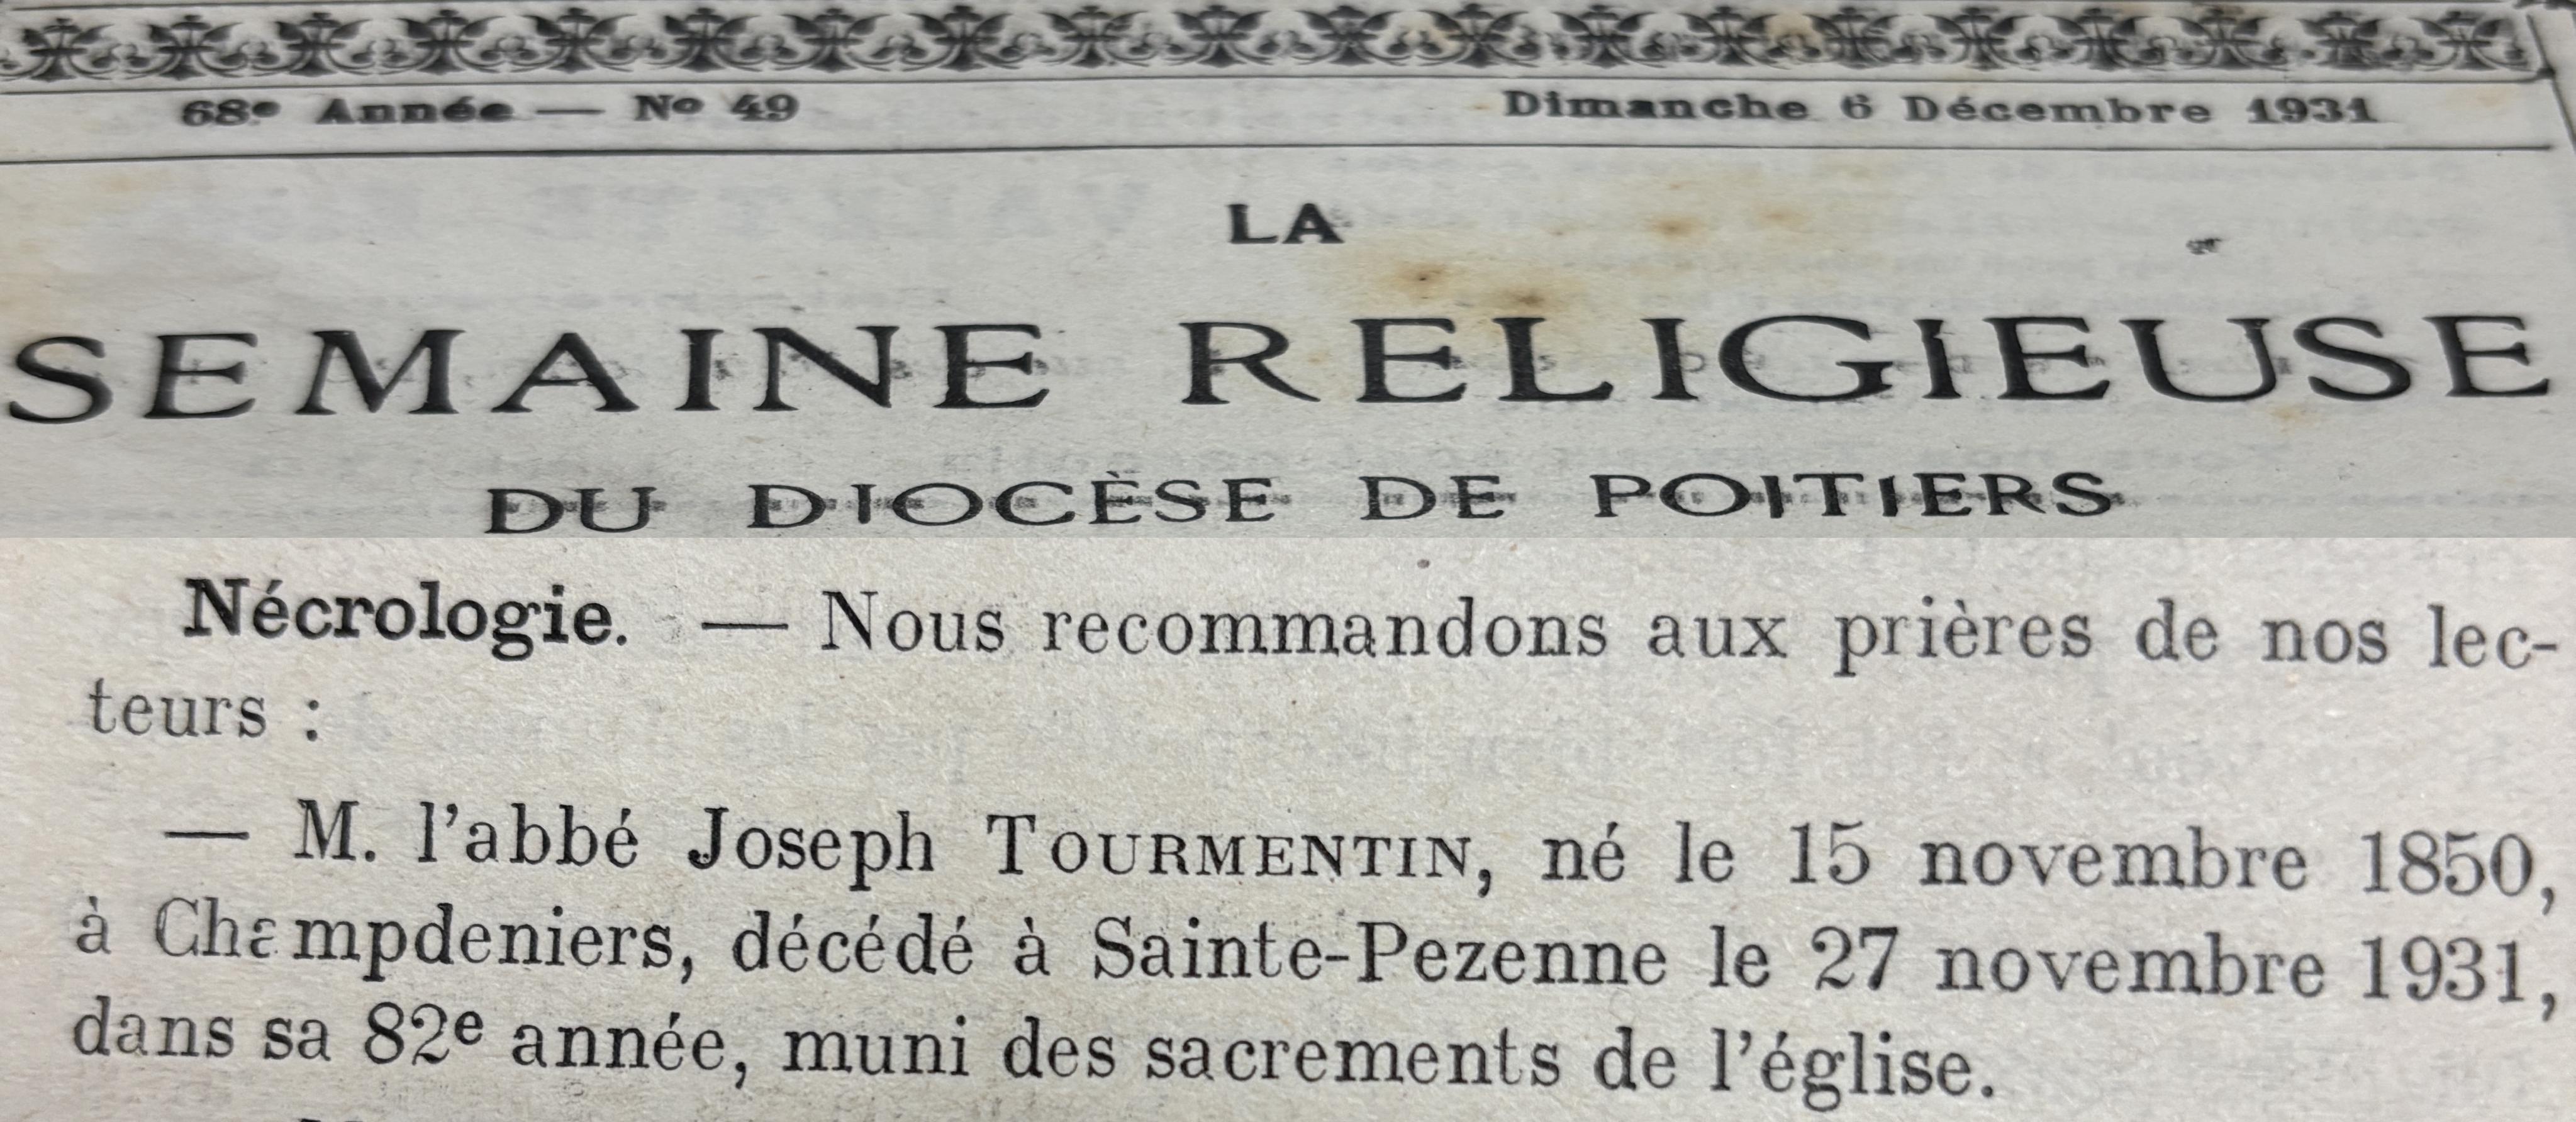 68e Année — No 49
Dimanche 6 Décembre 1931
LA
SEMAINE RELIGIEUSE
DU DIOCÈSE DE POITIERS
Nécrologie. — Nous recommandons aux prières de nos lec-
teurs :
— M. l'abbé Joseph TOURMENTIN, né le 15 novembre 1850,
à Champdeniers, décédé à Sainte-Pezenne le 27 novembre 1931,
dans sa 82e année, muni des sacrements de l'église.